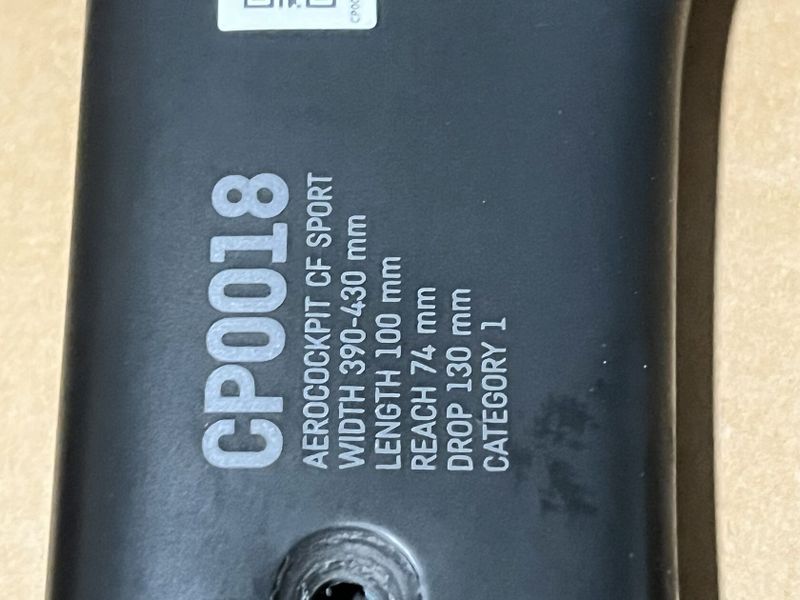 CP0018
AEROCOCKPIT CF SPORT
WIDTH 390-430 mm
LENGTH 100 mm
REACH 74 mm
DROP 130 mm
CATEGORY 1